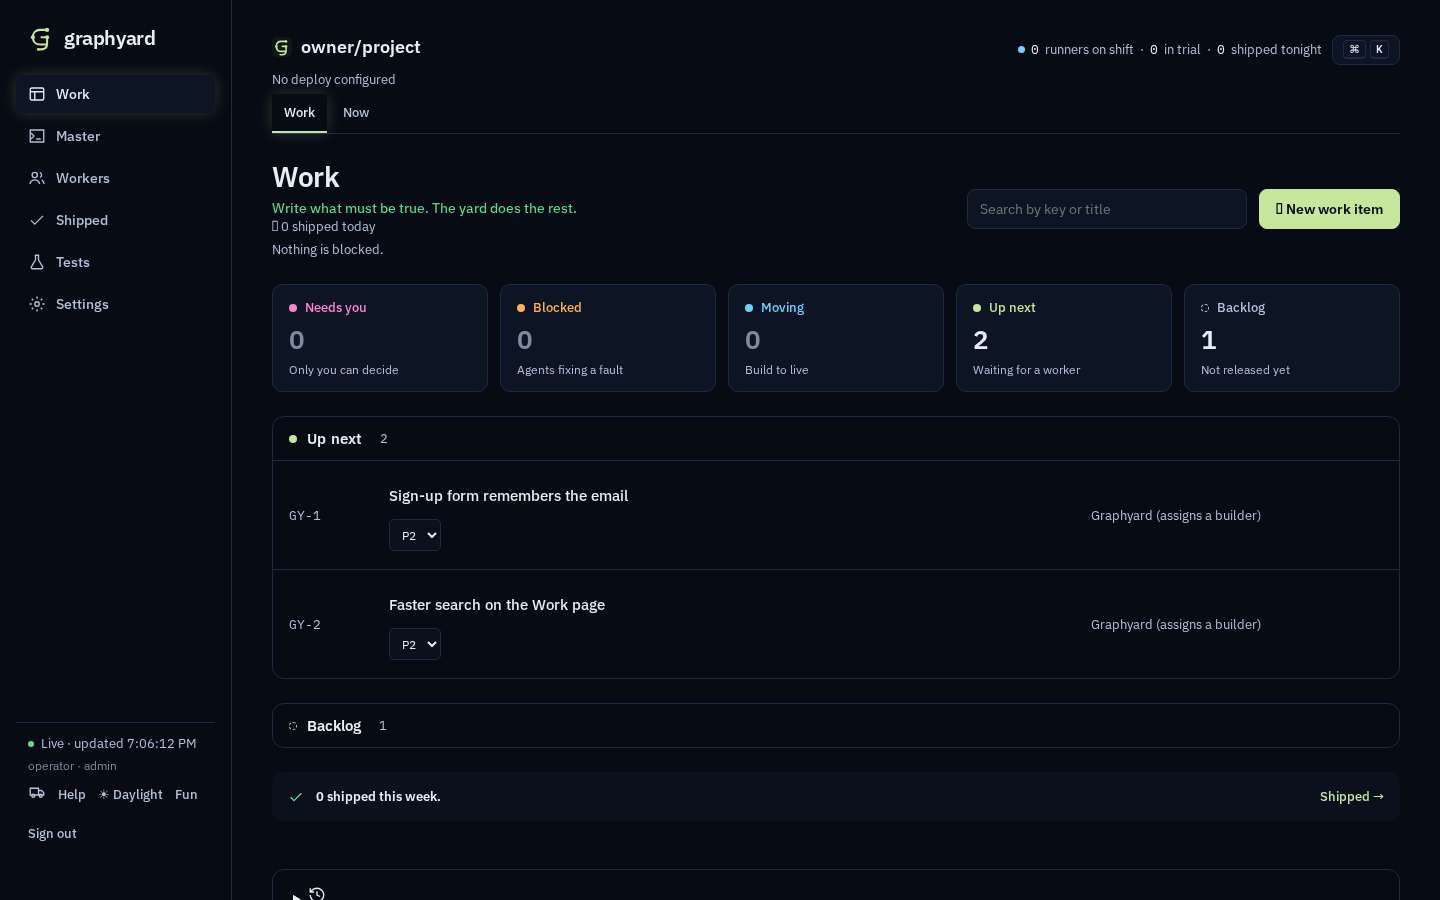 graphyard
Work
Master
Workers
Shipped
Tests
Settings
Live · updated 7:06:12 PM
operator · admin
Help
☀ Daylight
Fun
Sign out
owner/project
0 runners on shift · 0 in trial · 0 shipped tonight
⌘ K
No deploy configured
Work
Now
Work
Write what must be true. The yard does the rest.
0 shipped today
Nothing is blocked.
Search by key or title
New work item
Needs you
0
Only you can decide
Blocked
0
Agents fixing a fault
Moving
0
Build to live
Up next
2
Waiting for a worker
Backlog
1
Not released yet
Up next 2
GY-1
Sign-up form remembers the email
P2
Graphyard (assigns a builder)
GY-2
Faster search on the Work page
P2
Graphyard (assigns a builder)
Backlog 1
0 shipped this week.
Shipped →